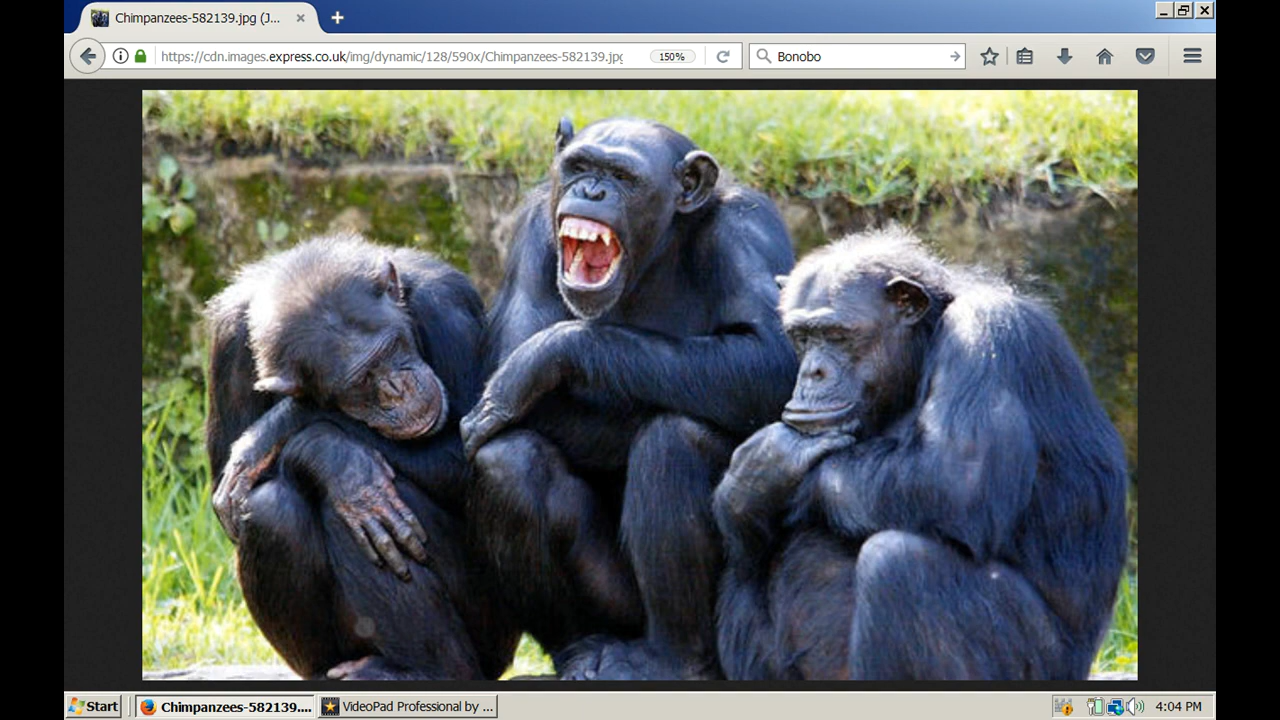 Chimpanzees-582139.jpg (J...
https://cdn.images.express.co.uk/img/dynamic/128/590x/Chimpanzees-582139.jpg
150%
Bonobo
Start
Chimpanzees-582139....
VideoPad Professional by ...
4:04 PM